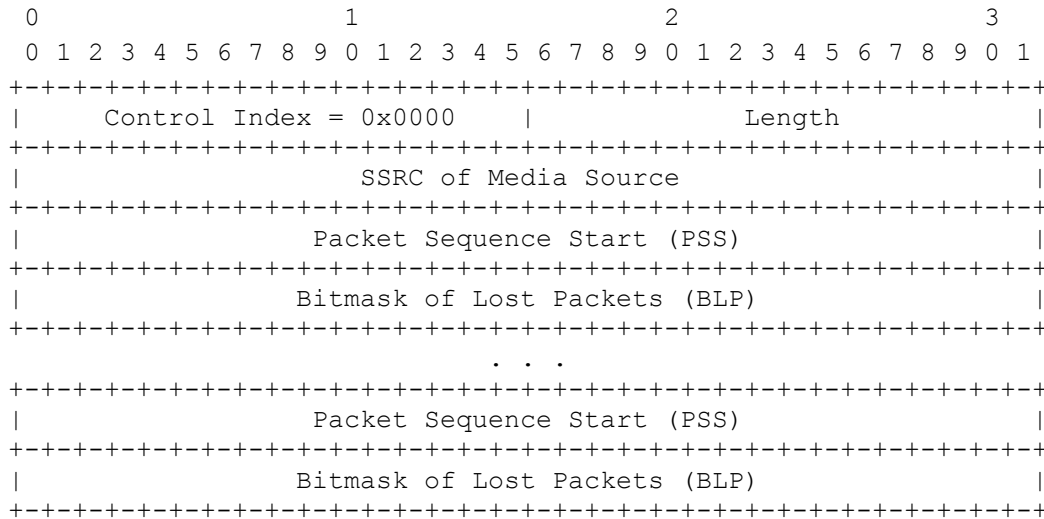 0                   1                   2                   3
0 1 2 3 4 5 6 7 8 9 0 1 2 3 4 5 6 7 8 9 0 1 2 3 4 5 6 7 8 9 0 1
+-+-+-+-+-+-+-+-+-+-+-+-+-+-+-+-+-+-+-+-+-+-+-+-+-+-+-+-+-+-+-+-+
|     Control Index = 0x0000    |             Length            |
+-+-+-+-+-+-+-+-+-+-+-+-+-+-+-+-+-+-+-+-+-+-+-+-+-+-+-+-+-+-+-+-+
|                     SSRC of Media Source                      |
+-+-+-+-+-+-+-+-+-+-+-+-+-+-+-+-+-+-+-+-+-+-+-+-+-+-+-+-+-+-+-+-+
|                  Packet Sequence Start (PSS)                  |
+-+-+-+-+-+-+-+-+-+-+-+-+-+-+-+-+-+-+-+-+-+-+-+-+-+-+-+-+-+-+-+-+
|                 Bitmask of Lost Packets (BLP)                 |
+-+-+-+-+-+-+-+-+-+-+-+-+-+-+-+-+-+-+-+-+-+-+-+-+-+-+-+-+-+-+-+-+
. . .
+-+-+-+-+-+-+-+-+-+-+-+-+-+-+-+-+-+-+-+-+-+-+-+-+-+-+-+-+-+-+-+-+
|                  Packet Sequence Start (PSS)                  |
+-+-+-+-+-+-+-+-+-+-+-+-+-+-+-+-+-+-+-+-+-+-+-+-+-+-+-+-+-+-+-+-+
|                 Bitmask of Lost Packets (BLP)                 |
+-+-+-+-+-+-+-+-+-+-+-+-+-+-+-+-+-+-+-+-+-+-+-+-+-+-+-+-+-+-+-+-+